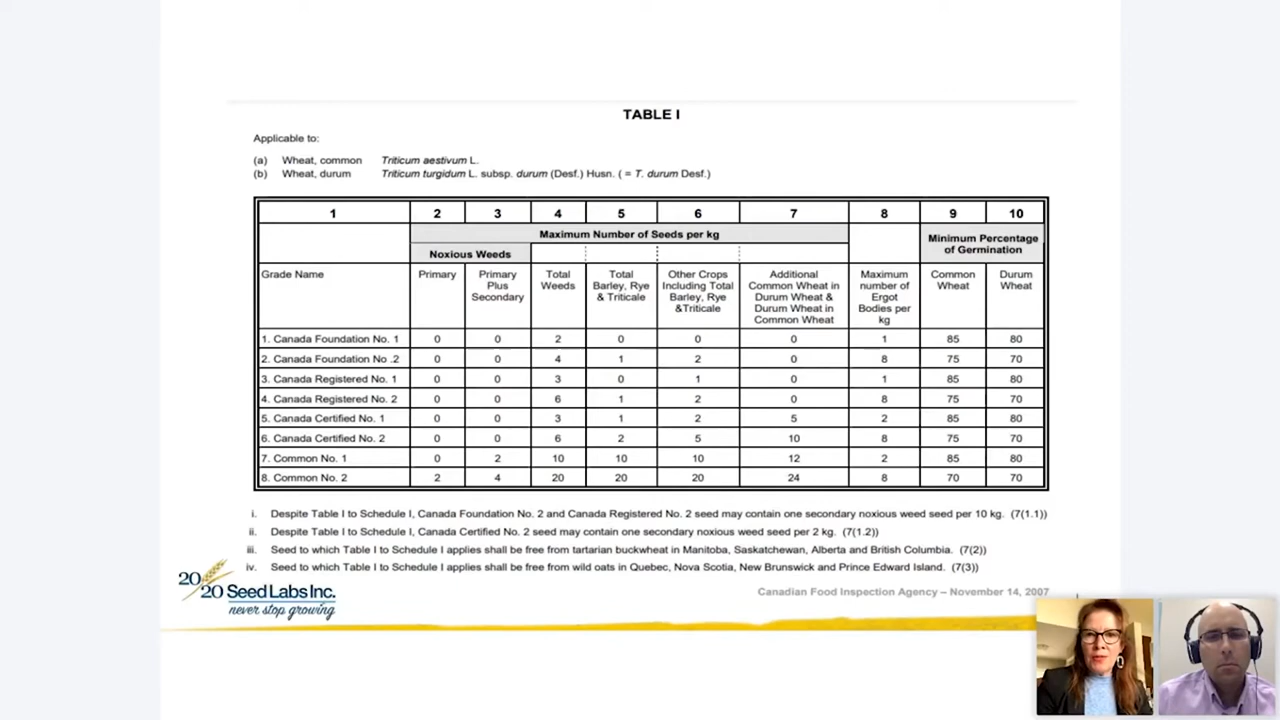 TABLE I
Applicable to:
(a) Wheat, common Triticum aestivum L.
(b) Wheat, durum Triticum turgidum L. subsp. durum (Desf.) Husn. ( = T. durum Desf.)
1 2 3 4 5 6 7 8 9 10
Maximum Number of Seeds per kg
Minimum Percentage of Germination
Noxious Weeds
Grade Name Primary Primary Plus Secondary Total Weeds Total Barley, Rye & Triticale Other Crops Including Total Barley, Rye &Triticale Additional Common Wheat in Durum Wheat & Durum Wheat in Common Wheat Maximum number of Ergot Bodies per kg Common Wheat Durum Wheat
1. Canada Foundation No. 1 0 0 2 0 0 0 1 85 80
2. Canada Foundation No .2 0 0 4 1 2 0 8 75 70
3. Canada Registered No. 1 0 0 3 0 1 0 1 85 80
4. Canada Registered No. 2 0 0 6 1 2 0 8 75 70
5. Canada Certified No. 1 0 0 3 1 2 5 2 85 80
6. Canada Certified No. 2 0 0 6 2 5 10 8 75 70
7. Common No. 1 0 2 10 10 10 12 2 85 80
8. Common No. 2 2 4 20 20 20 24 8 70 70
i. Despite Table I to Schedule I, Canada Foundation No. 2 and Canada Registered No. 2 seed may contain one secondary noxious weed seed per 10 kg. (7(1.1))
ii. Despite Table I to Schedule I, Canada Certified No. 2 seed may contain one secondary noxious weed seed per 2 kg. (7(1.2))
iii. Seed to which Table I to Schedule I applies shall be free from tartarian buckwheat in Manitoba, Saskatchewan, Alberta and British Columbia. (7(2))
iv. Seed to which Table I to Schedule I applies shall be free from wild oats in Quebec, Nova Scotia, New Brunswick and Prince Edward Island. (7(3))
20 20 Seed Labs Inc.
never stop growing
Canadian Food Inspection Agency – November 14, 2007